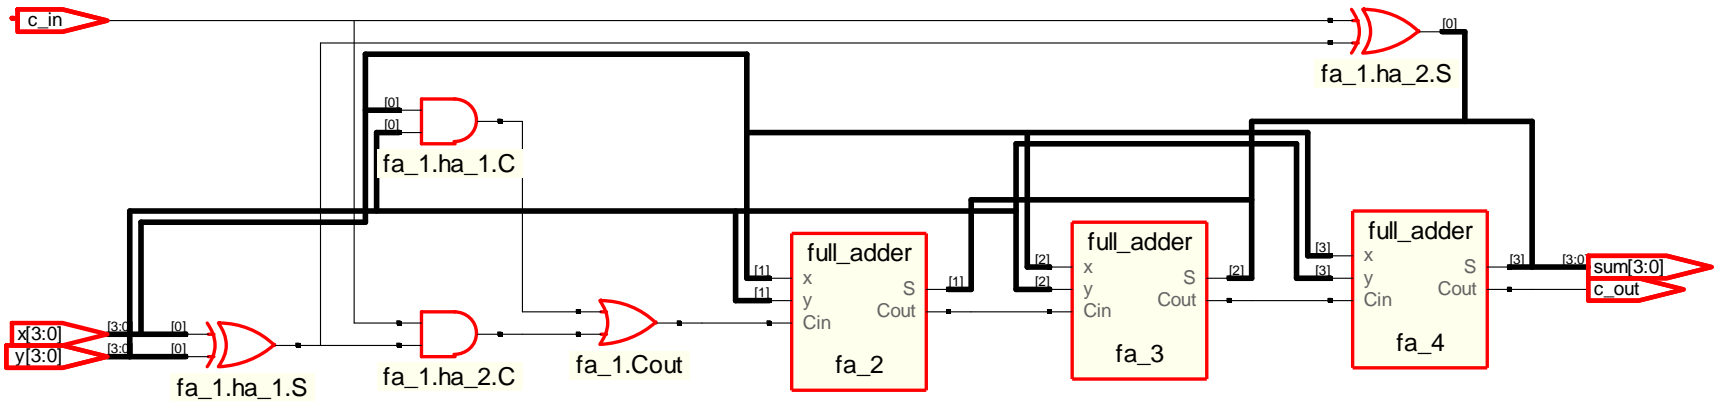 c_in
[0]
fa_1.ha_2.S
[0]
[0]
fa_1.ha_1.C
full_adder
[1]
x
[1]
y
S
[1]
Cout
Cin
fa_2
full_adder
[2]
x
[2]
y
S
[2]
Cout
Cin
fa_3
full_adder
[3]
x
[3]
y
S
[3]
Cout
Cin
fa_4
[3:0]
sum[3:0]
c_out
x[3:0]
[3:0]
[0]
y[3:0]
[3:0]
[0]
fa_1.ha_1.S
fa_1.ha_2.C
fa_1.Cout